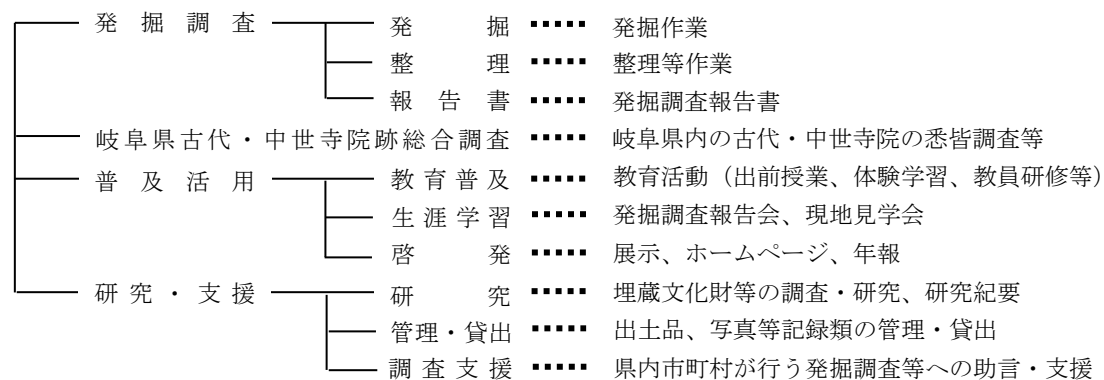 発掘調査 発掘 ▪▪▪▪▪ 発掘作業
整理 ▪▪▪▪▪ 整理等作業
報告書 ▪▪▪▪▪ 発掘調査報告書
岐阜県古代・中世寺院跡総合調査 ▪▪▪▪▪ 岐阜県内の古代・中世寺院の悉皆調査等
普及活用 教育普及 ▪▪▪▪▪ 教育活動（出前授業、体験学習、教員研修等）
生涯学習 ▪▪▪▪▪ 発掘調査報告会、現地見学会
啓発 ▪▪▪▪▪ 展示、ホームページ、年報
研究・支援 研究 ▪▪▪▪▪ 埋蔵文化財等の調査・研究、研究紀要
管理・貸出 ▪▪▪▪▪ 出土品、写真等記録類の管理・貸出
調査支援 ▪▪▪▪▪ 県内市町村が行う発掘調査等への助言・支援